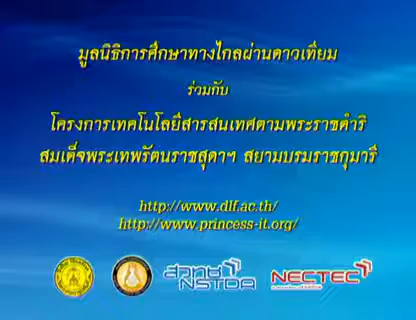 มูลนิธิการศึกษาทางไกลผ่านดาวเทียม
ร่วมกับ
โครงการเทคโนโลยีสารสนเทศตามพระราชดำริ
สมเด็จพระเทพรัตนราชสุดาฯ สยามบรมราชกุมารี
http://www.dlf.ac.th/
http://www.princess-it.org/
สวทช
NSTDA
NECTEC